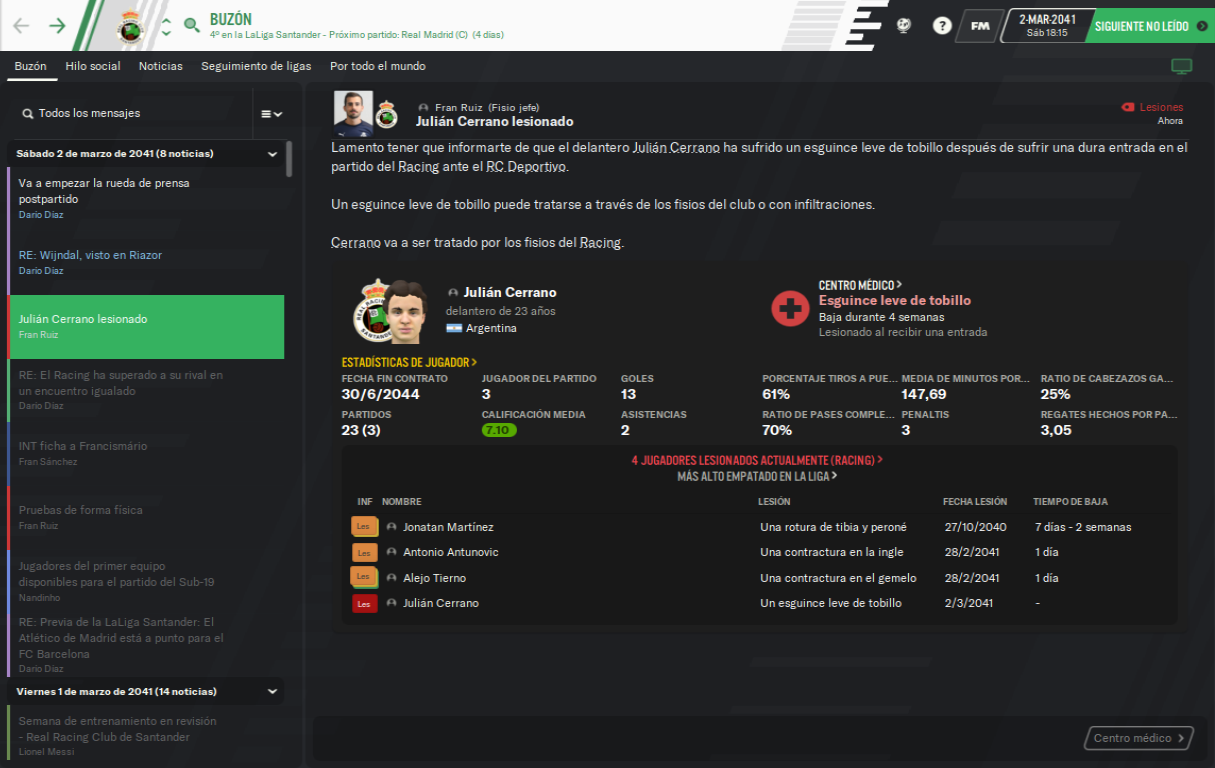 BUZÓN
4º en la LaLiga Santander - Próximo partido: Real Madrid (C) (4 días)
?
FM
2-MAR-2041
Sáb 18:15
SIGUIENTE NO LEÍDO
Buzón
Hilo social
Noticias
Seguimiento de ligas
Por todo el mundo
Todos los mensajes
Sábado 2 de marzo de 2041 (8 noticias)
Va a empezar la rueda de prensa
postpartido
Darío Díaz
RE: Wijndal, visto en Riazor
Darío Díaz
Julián Cerrano lesionado
Fran Ruiz
RE: El Racing ha superado a su rival en
un encuentro igualado
Darío Díaz
INT ficha a Francismário
Fran Sánchez
Pruebas de forma física
Fran Ruiz
Jugadores del primer equipo
disponibles para el partido del Sub-19
Nandinho
RE: Previa de la LaLiga Santander: El
Atlético de Madrid está a punto para el
FC Barcelona
Darío Díaz
Viernes 1 de marzo de 2041 (14 noticias)
Semana de entrenamiento en revisión
- Real Racing Club de Santander
Lionel Messi
Fran Ruiz (Fisio jefe)
Julián Cerrano lesionado
Lesiones
Ahora
Lamento tener que informarte de que el delantero Julián Cerrano ha sufrido un esguince leve de tobillo después de sufrir una dura entrada en el
partido del Racing ante el RC Deportivo.
Un esguince leve de tobillo puede tratarse a través de los fisios del club o con infiltraciones.
Cerrano va a ser tratado por los fisios del Racing.
Julián Cerrano
delantero de 23 años
Argentina
CENTRO MÉDICO
Esguince leve de tobillo
Baja durante 4 semanas
Lesionado al recibir una entrada
ESTADÍSTICAS DE JUGADOR
FECHA FIN CONTRATO JUGADOR DEL PARTIDO GOLES PORCENTAJE TIROS A PUE... MEDIA DE MINUTOS POR... RATIO DE CABEZAZOS GA...
30/6/2044 3 13 61% 147,69 25%
PARTIDOS CALIFICACIÓN MEDIA ASISTENCIAS RATIO DE PASES COMPLE... PENALTIS REGATES HECHOS POR PA...
23 (3) 7.10 2 70% 3 3,05
4 JUGADORES LESIONADOS ACTUALMENTE (RACING)
MÁS ALTO EMPATADO EN LA LIGA
INF NOMBRE LESIÓN FECHA LESIÓN TIEMPO DE BAJA
Les Jonatan Martínez Una rotura de tibia y peroné 27/10/2040 7 días - 2 semanas
Les Antonio Antunovic Una contractura en la ingle 28/2/2041 1 día
Les Alejo Tierno Una contractura en el gemelo 28/2/2041 1 día
Les Julián Cerrano Un esguince leve de tobillo 2/3/2041 -
Centro médico